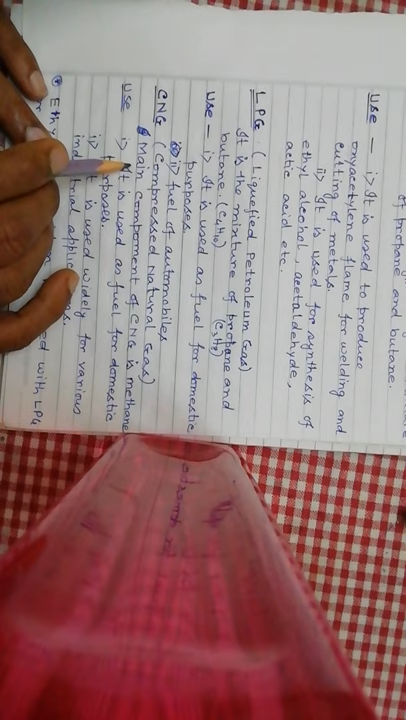 of propane and butane.
Use — i> It is used to produce
oxyacetylene flame for welding and
cutting of metals.
ii) It is used for synthesis of
ethyl alcohol, acetaldehyde,
actic acid etc.
LPG (Liquefied Petroleum Gas)
It is the mixture of propane and
(C3H8)
butane. (C4H10)
Use — i> It is used as fuel for domestic
purposes.
ii) fuel of automobiles
CNG (Compressed Natural Gas)
Main component of CNG is methane
Use i> It is used as fuel for domestic
purposes.
ii) It is used widely for various
industrial
with LPG